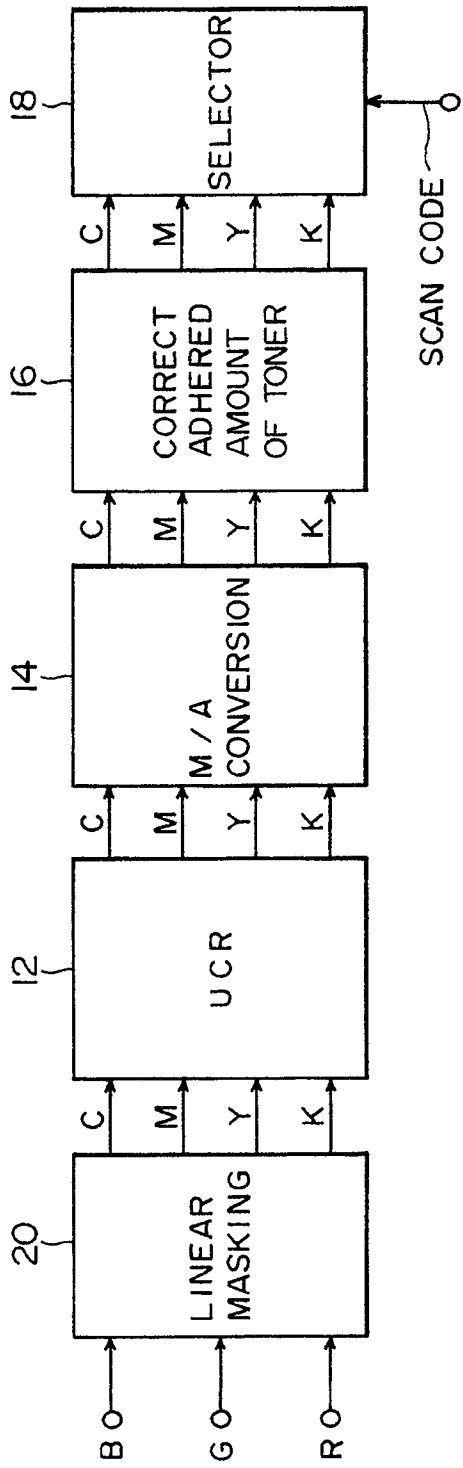 20
12
14
16
18
B
G
R
LINEAR
MASKING
C
M
Y
K
UCR
C
M
Y
K
M/A
CONVERSION
C
M
Y
K
CORRECT
ADHERED
AMOUNT
OF TONER
C
M
Y
K
SELECTOR
SCAN CODE